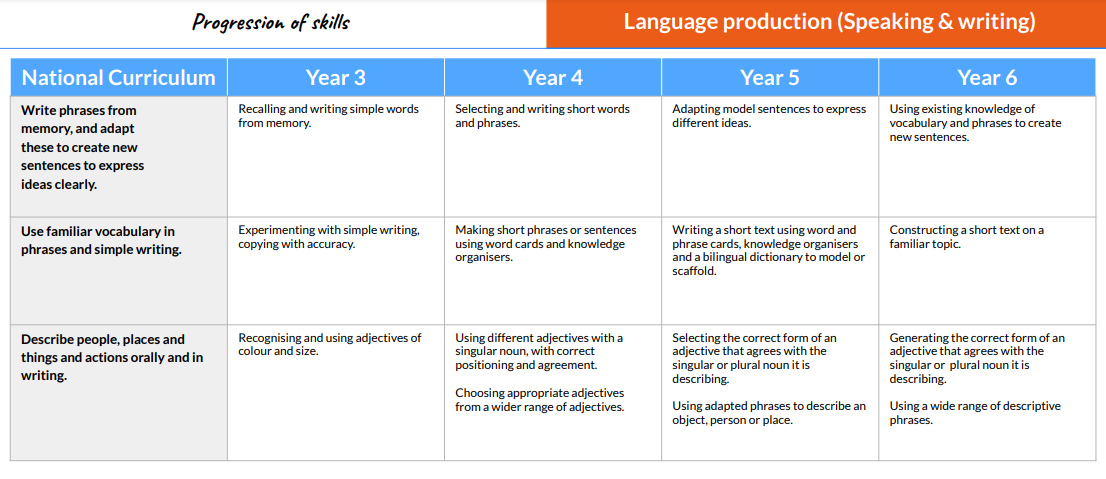 Progression of skills
Language production (Speaking & writing)
National Curriculum
Year 3
Year 4
Year 5
Year 6
Write phrases from
memory, and adapt
these to create new
sentences to express
ideas clearly.
Recalling and writing simple words
from memory.
Selecting and writing short words
and phrases.
Adapting model sentences to express
different ideas.
Using existing knowledge of
vocabulary and phrases to create
new sentences.
Use familiar vocabulary in
phrases and simple writing.
Experimenting with simple writing,
copying with accuracy.
Making short phrases or sentences
using word cards and knowledge
organisers.
Writing a short text using word and
phrase cards, knowledge organisers
and a bilingual dictionary to model or
scaffold.
Constructing a short text on a
familiar topic.
Describe people, places and
things and actions orally and in
writing.
Recognising and using adjectives of
colour and size.
Using different adjectives with a
singular noun, with correct
positioning and agreement.
Choosing appropriate adjectives
from a wider range of adjectives.
Selecting the correct form of an
adjective that agrees with the
singular or plural noun it is
describing.
Using adapted phrases to describe an
object, person or place.
Generating the correct form of an
adjective that agrees with the
singular or plural noun it is
describing.
Using a wide range of descriptive
phrases.